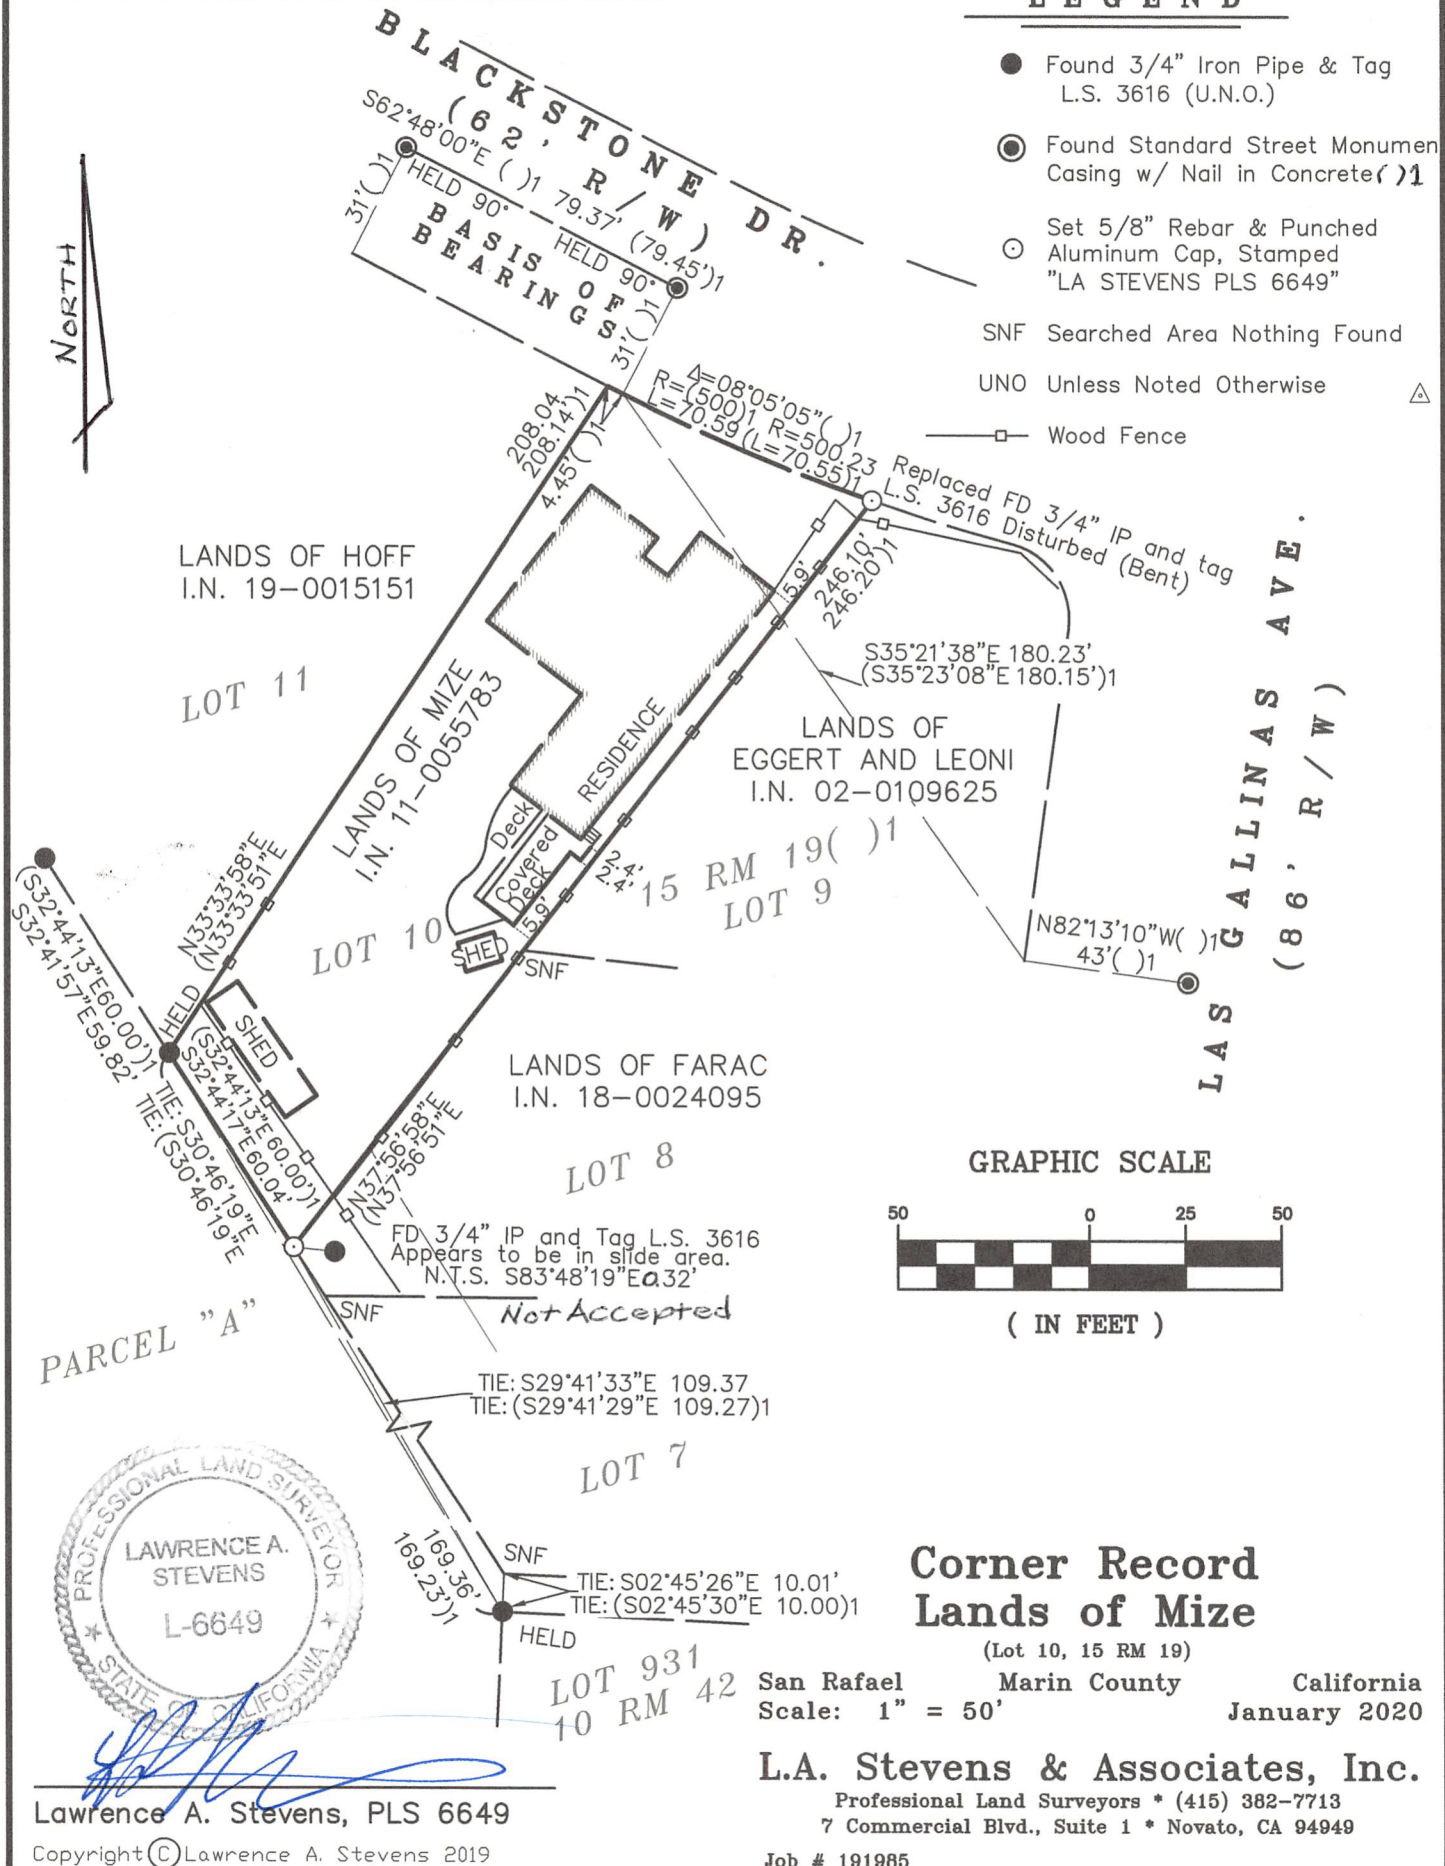 LEGEND
Found 3/4" Iron Pipe & Tag
L.S. 3616 (U.N.O.)
Found Standard Street Monumen
Casing w/ Nail in Concrete( )1
Set 5/8" Rebar & Punched
Aluminum Cap, Stamped
"LA STEVENS PLS 6649"
SNF Searched Area Nothing Found
UNO Unless Noted Otherwise
Wood Fence
BLACKSTONE DR.
(62' R/W)
S62°48'00"E ( )1 79.37' (79.45')1
HELD 90°
HELD 90°
31'( )1
31'( )1
BASIS OF
BEARINGS
NORTH
Δ=08°05'05"( )1
R=(500)1 R=500.23
L=70.59 (L=70.55)1
208.04
208.14')1
4.45'( )1
Replaced FD 3/4" IP and tag
L.S. 3616 Disturbed (Bent)
LANDS OF HOFF
I.N. 19-0015151
LOT 11
5.9'
246.10'
246.20')1
S35°21'38"E 180.23'
(S35°23'08"E 180.15')1
LANDS OF MIZE
I.N. 11-0055783
RESIDENCE
LANDS OF
EGGERT AND LEONI
I.N. 02-0109625
LAS GALLINAS AVE.
(86' R/W)
Deck
Covered
Deck
2.4'
2.4'
5.9'
15 RM 19( )1
LOT 9
N33°33'58"E
(N33°33'51"E
LOT 10
SHED
SNF
N82°13'10"W( )1
43'( )1
(S32°44'13"E60.00')1
S32°41'57"E59.82'
HELD
SHED
(S32°44'13"E 60.00')1
S32°44'17"E60.04'
TIE: S30°46'19"E
TIE: (S30°46'19"E
LANDS OF FARAC
I.N. 18-0024095
LOT 8
N37°56'58"E
(N37°56'51"E
FD 3/4" IP and Tag L.S. 3616
Appears to be in slide area.
N.T.S. S83°48'19"E0.32'
Not Accepted
SNF
PARCEL "A"
GRAPHIC SCALE
50 0 25 50
( IN FEET )
TIE: S29°41'33"E 109.37
TIE: (S29°41'29"E 109.27)1
LOT 7
169.36'
169.23')1
SNF
TIE: S02°45'26"E 10.01'
TIE: (S02°45'30"E 10.00)1
HELD
LOT 931
10 RM 42
PROFESSIONAL LAND SURVEYOR
LAWRENCE A.
STEVENS
L-6649
STATE OF CALIFORNIA
Lawrence A. Stevens, PLS 6649
Copyright © Lawrence A. Stevens 2019
Corner Record
Lands of Mize
(Lot 10, 15 RM 19)
San Rafael Marin County California
Scale: 1" = 50' January 2020
L.A. Stevens & Associates, Inc.
Professional Land Surveyors * (415) 382-7713
7 Commercial Blvd., Suite 1 * Novato, CA 94949
Job # 191985